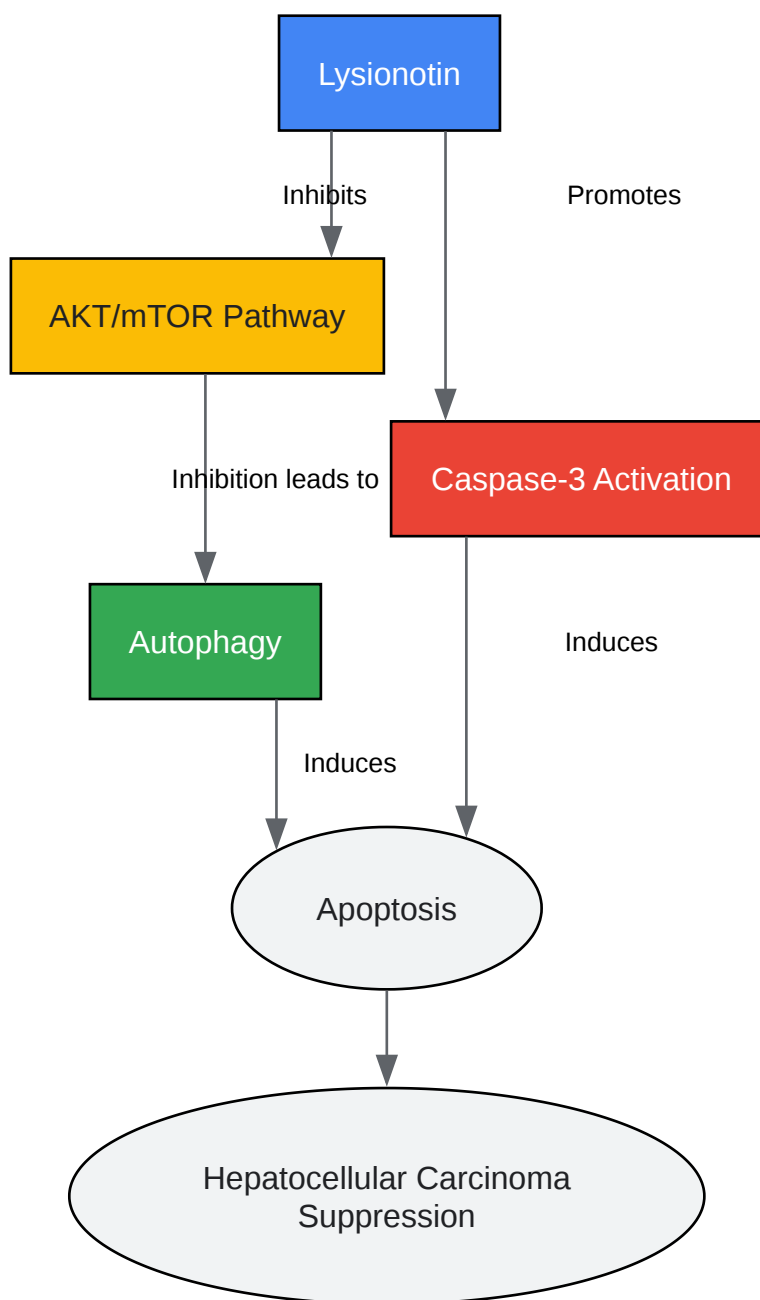 Lysionotin
Inhibits
Promotes
AKT/mTOR Pathway
Inhibition leads to
Caspase-3 Activation
Autophagy
Induces
Induces
Apoptosis
Hepatocellular Carcinoma
Suppression